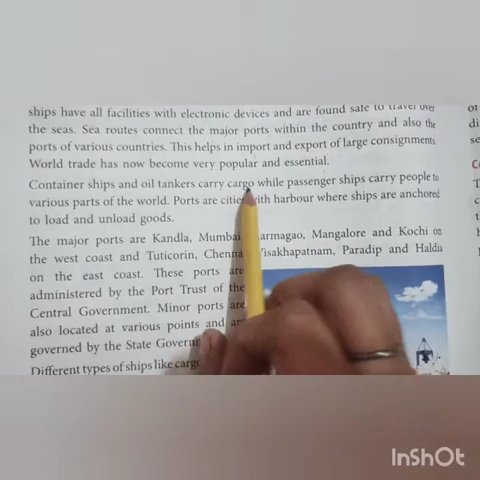 ships have all facilities with electronic devices and are found safe to travel over
the seas. Sea routes connect the major ports within the country and also the
ports of various countries. This helps in import and export of large consignments.
World trade has now become very popular and essential.
Container ships and oil tankers carry cargo while passenger ships carry people to
various parts of the world. Ports are cities with harbour where ships are anchored
to load and unload goods.
The major ports are Kandla, Mumbai armagao, Mangalore and Kochi on
the west coast and Tuticorin, Chenna Visakhapatnam, Paradip and Haldia
on the east coast. These ports are
administered by the Port Trust of the
Central Government. Minor ports are
also located at various points and ar
governed by the State Govern
Different types of ships like cargo
of
di
se
InShOt